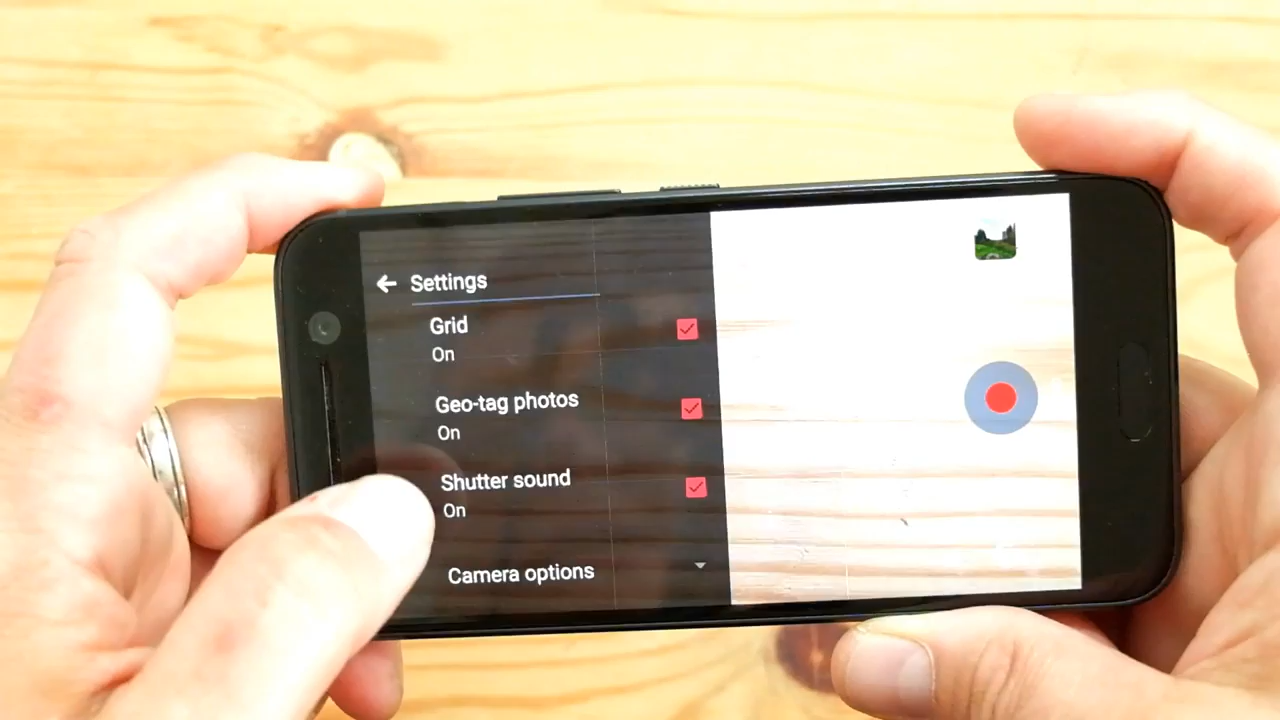 Settings
Grid
On
Geo-tag photos
On
Shutter sound
On
Camera options